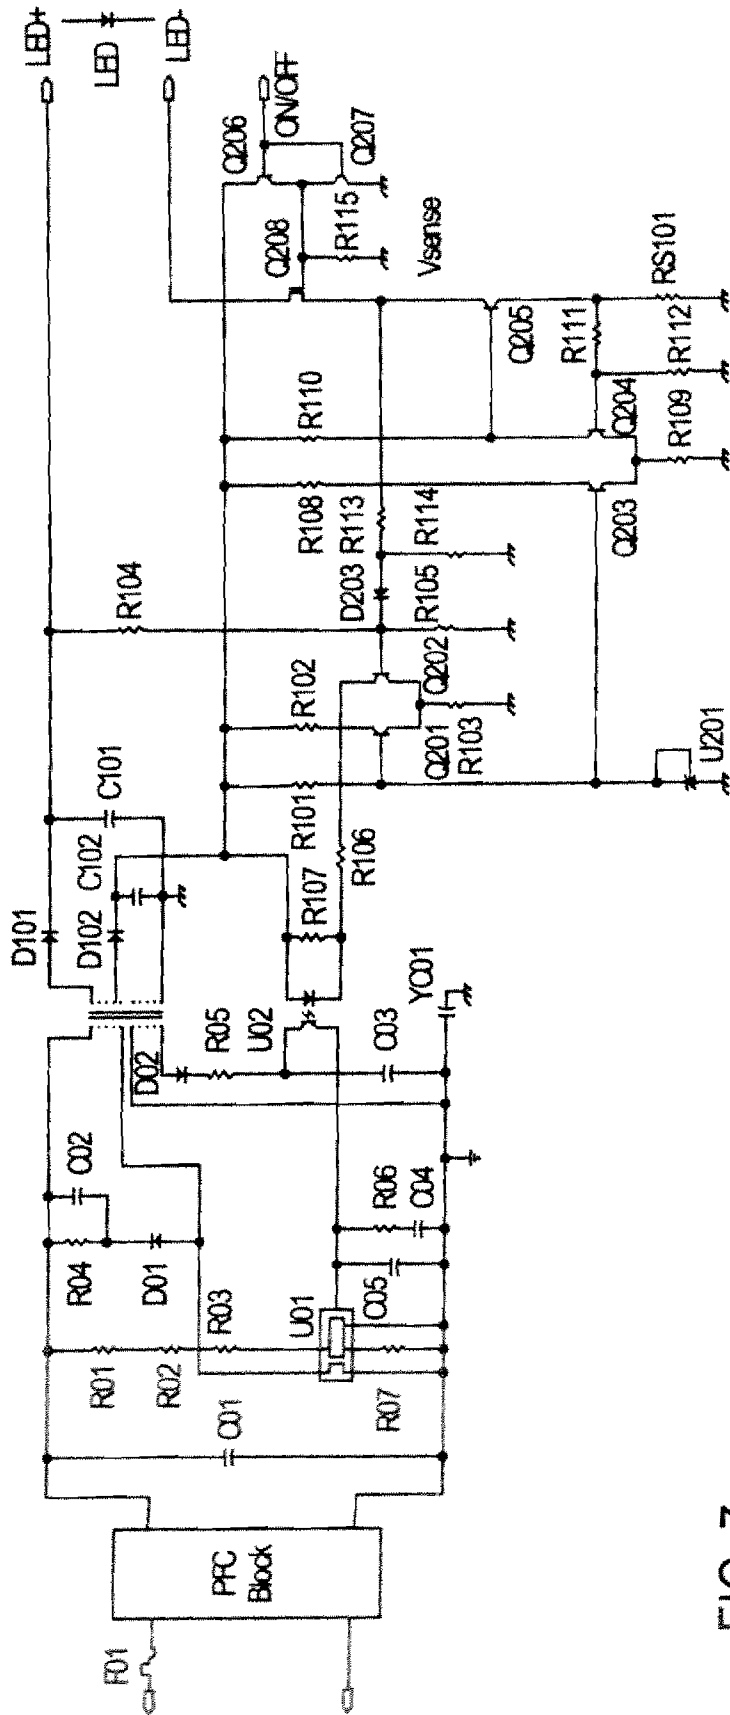 LED+
LED
LED-
ON/OFF
Q206
Q207
Q208
R115
Vsense
RS101
R112
R111
Q205
R110
Q204
R109
R108
Q203
R113
R114
D203
R105
R104
Q202
R102
Q201
R103
R101
U201
C101
C102
R106
R107
D101
D102
YC01
U02
R05
C03
D02
C02
R06
C04
R04
D01
C05
U01
R03
R02
R01
R07
C01
PFC
Block
F01